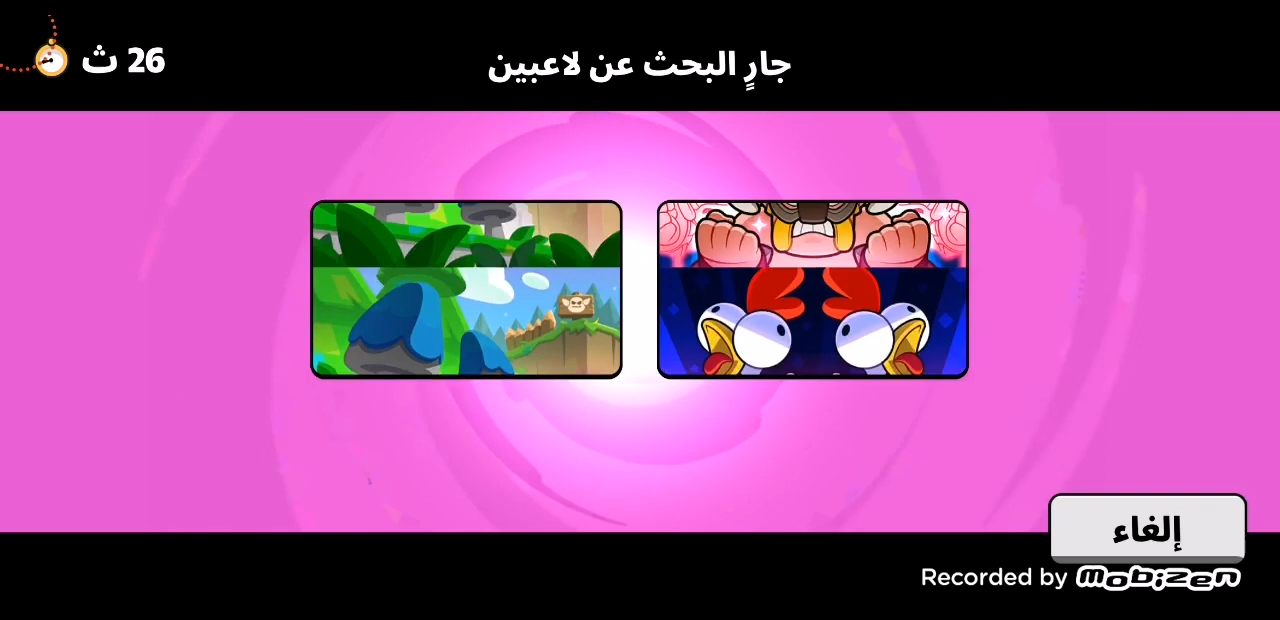 26 ث
جارٍ البحث عن لاعبين
إلغاء
Recorded by mobizen